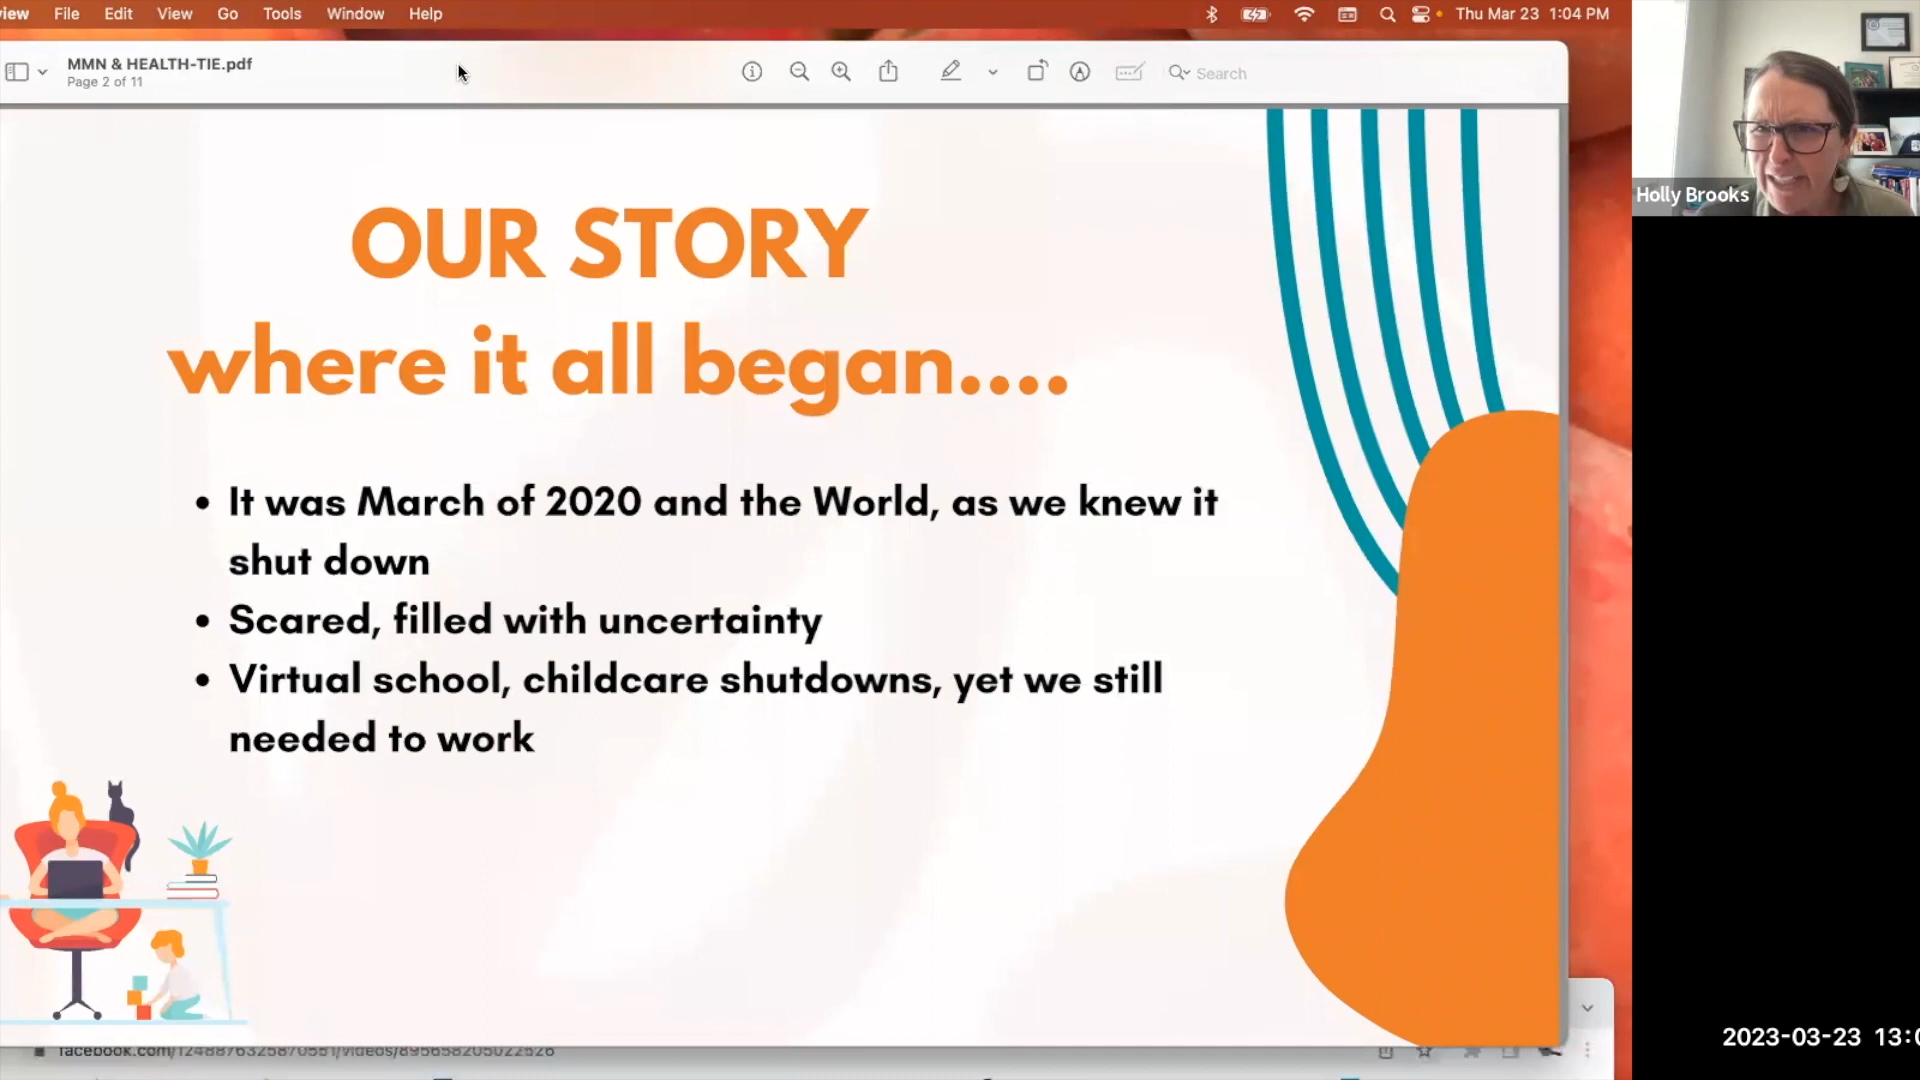 File Edit View Go Tools Window Help
Thu Mar 23 1:04 PM
MMN & HEALTH-TIE.pdf
Page 2 of 11
Search
Holly Brooks
OUR STORY
where it all began....
• It was March of 2020 and the World, as we knew it
shut down
• Scared, filled with uncertainty
• Virtual school, childcare shutdowns, yet we still
needed to work
2023-03-23